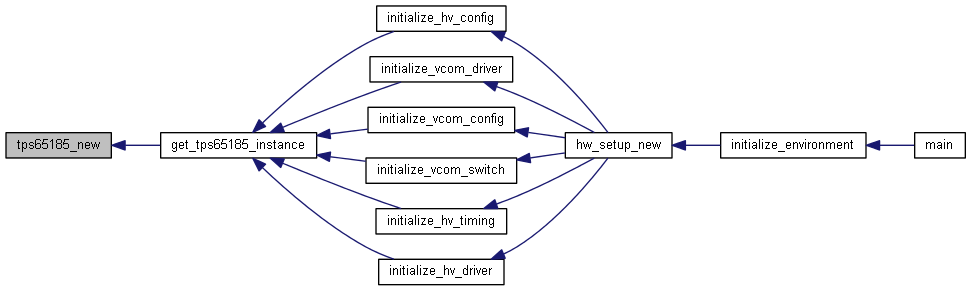 initialize_hv_config
initialize_vcom_driver
initialize_vcom_config
tps65185_new
get_tps65185_instance
hw_setup_new
initialize_environment
main
initialize_vcom_switch
initialize_hv_timing
initialize_hv_driver